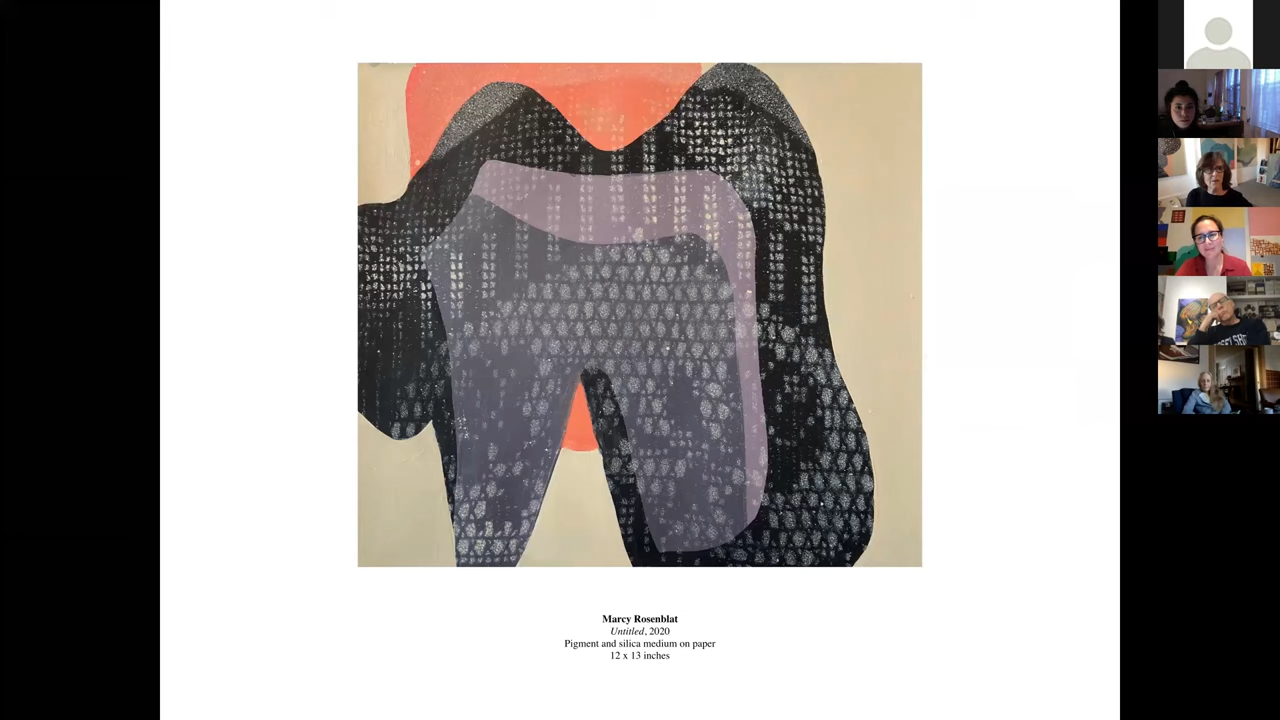 Marcy Rosenblat
Untitled, 2020
Pigment and silica medium on paper
12 x 13 inches